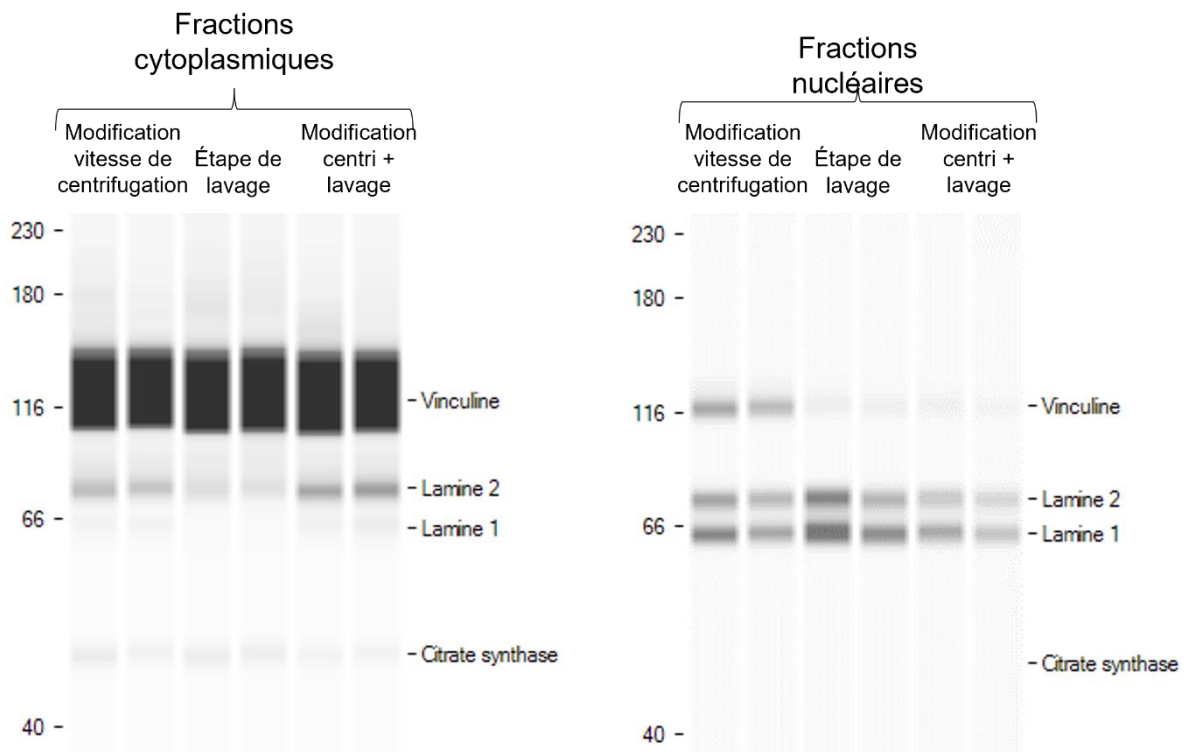 Fractions
cytoplasmiques
Modification
vitesse de
centrifugation
Étape de
lavage
Modification
centri +
lavage
230
180
116
66
40
Vinculine
Lamine 2
Lamine 1
Citrate synthase
Fractions
nucléaires
Modification
vitesse de
centrifugation
Étape de
lavage
Modification
centri +
lavage
230
180
116
66
40
Vinculine
Lamine 2
Lamine 1
Citrate synthase